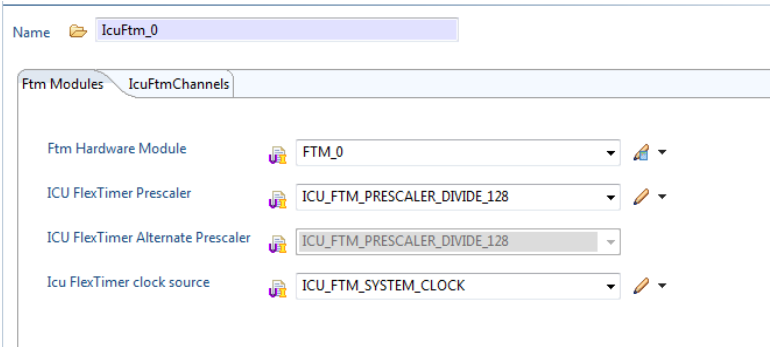 Name IcuFtm_0
Ftm Modules IcuFtmChannels
Ftm Hardware Module FTM_0
ICU FlexTimer Prescaler ICU_FTM_PRESCALER_DIVIDE_128
ICU FlexTimer Alternate Prescaler ICU_FTM_PRESCALER_DIVIDE_128
Icu FlexTimer clock source ICU_FTM_SYSTEM_CLOCK